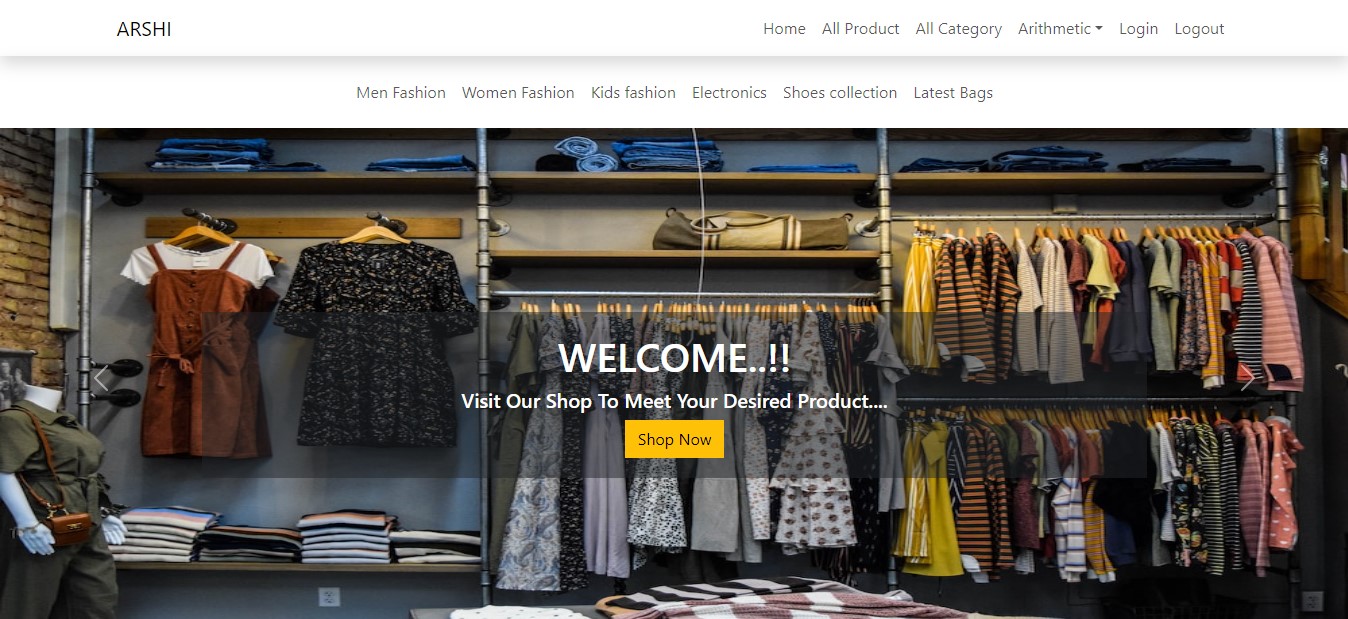 ARSHI Home All Product All Category Arithmetic Login Logout
Men Fashion Women Fashion Kids fashion Electronics Shoes collection Latest Bags
WELCOME..!!
Visit Our Shop To Meet Your Desired Product....
Shop Now